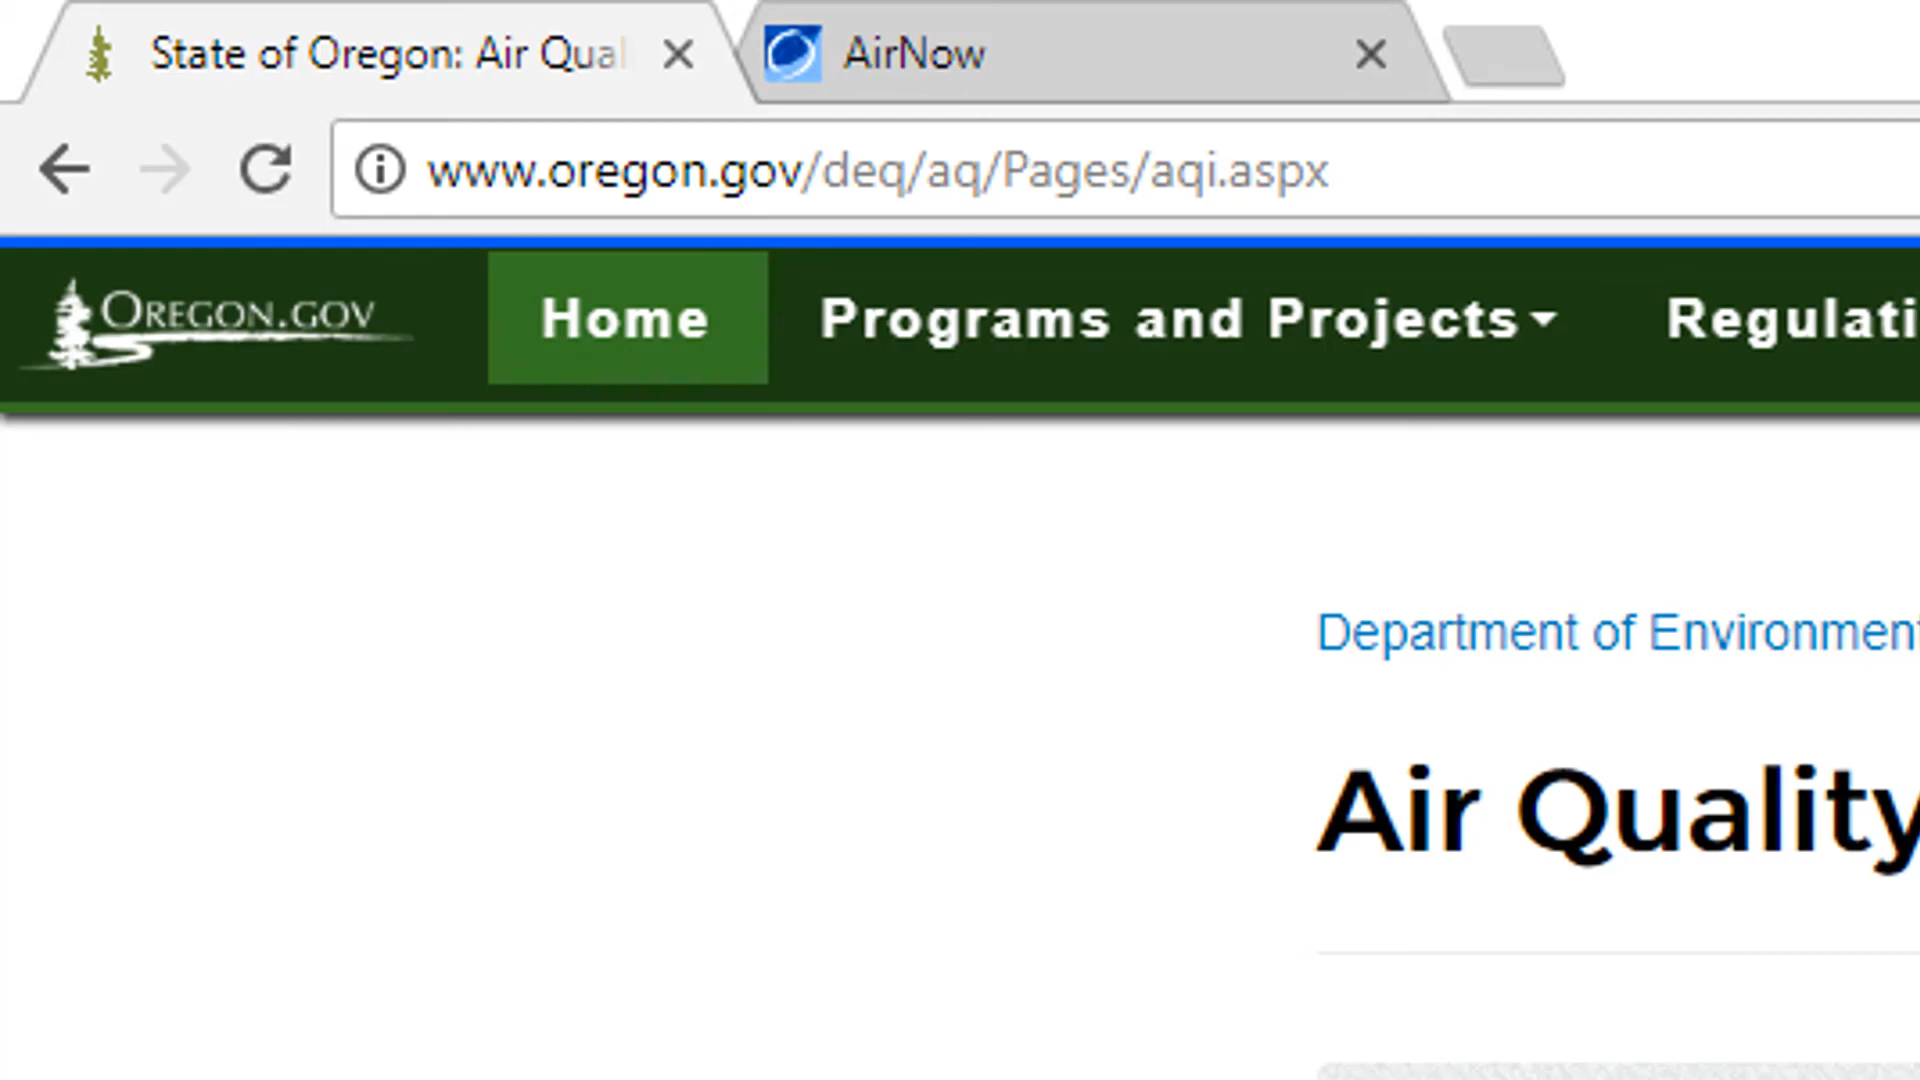 State of Oregon: Air Qual
AirNow
www.oregon.gov/deq/aq/Pages/aqi.aspx
OREGON.GOV
Home
Programs and Projects
Regulati
Department of Environment
Air Quality